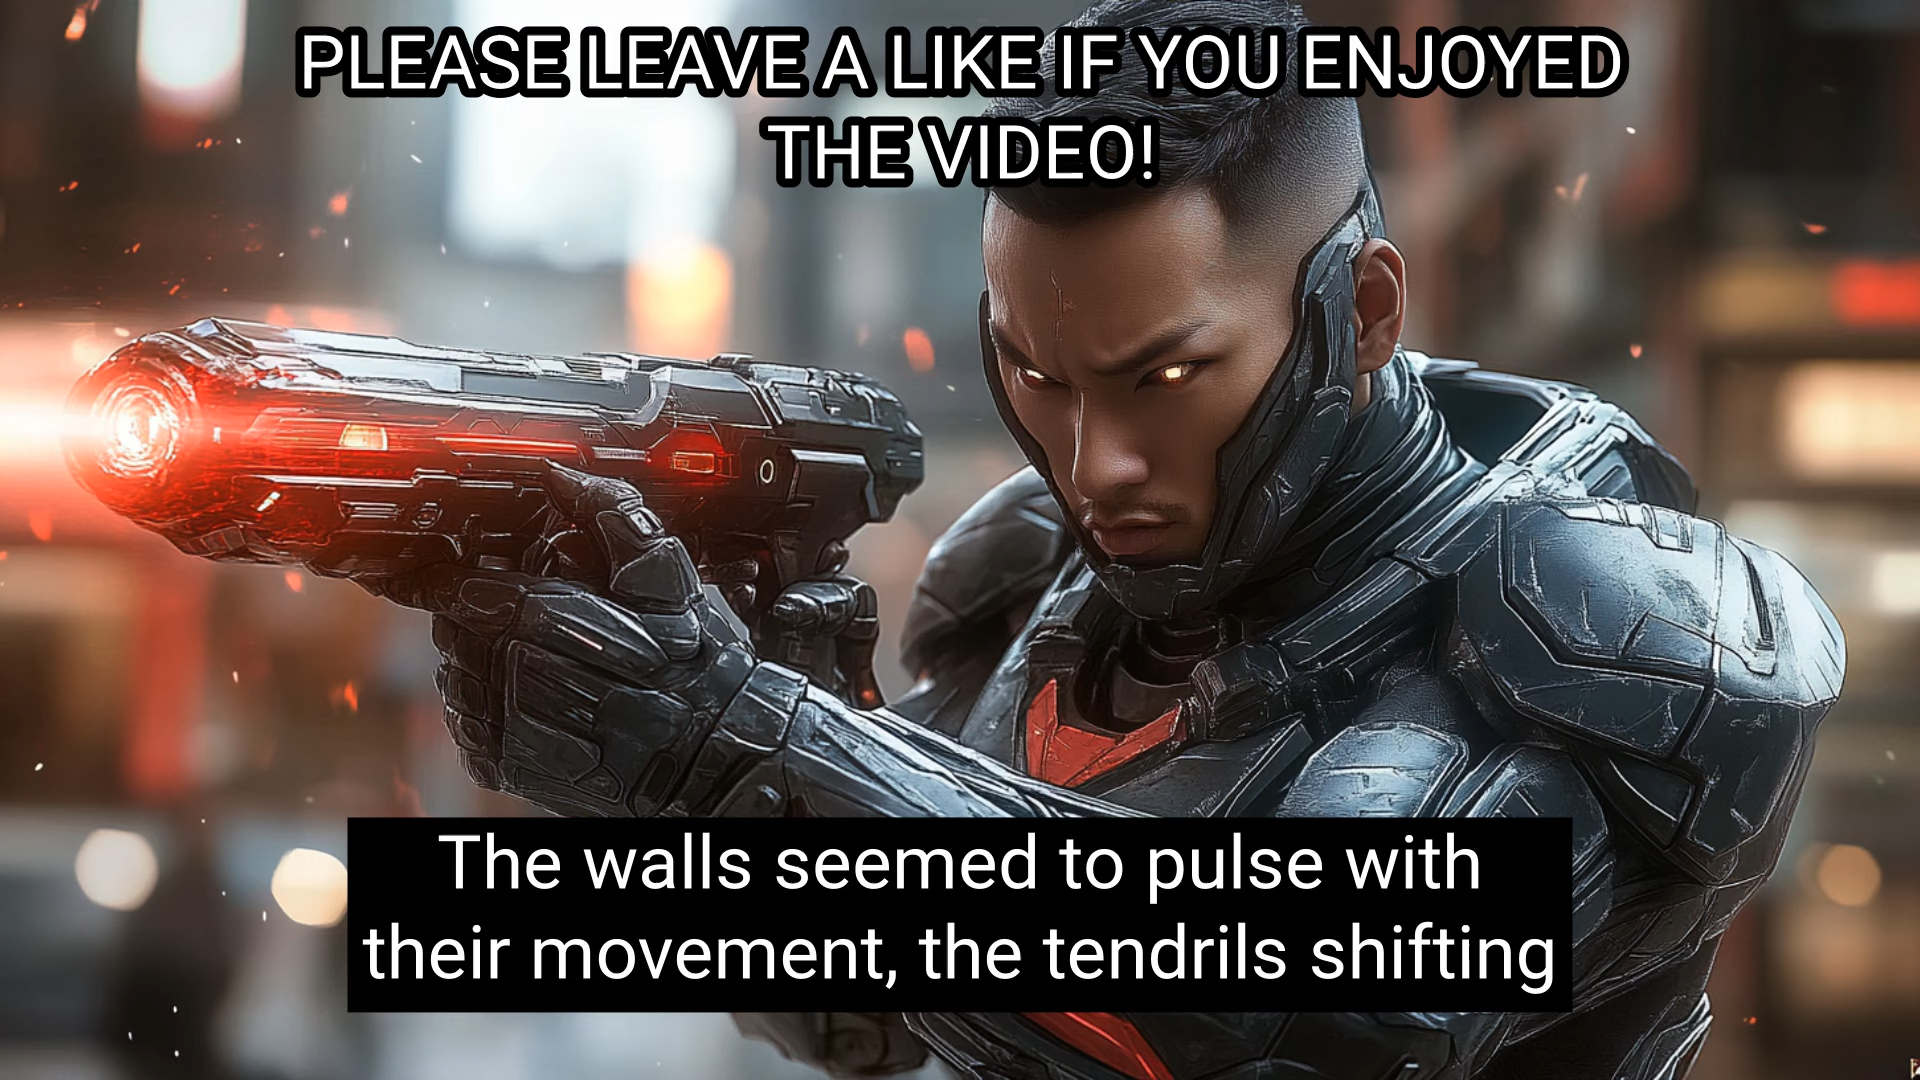 PLEASE LEAVE A LIKE IF YOU ENJOYED
THE VIDEO!
The walls seemed to pulse with
their movement, the tendrils shifting